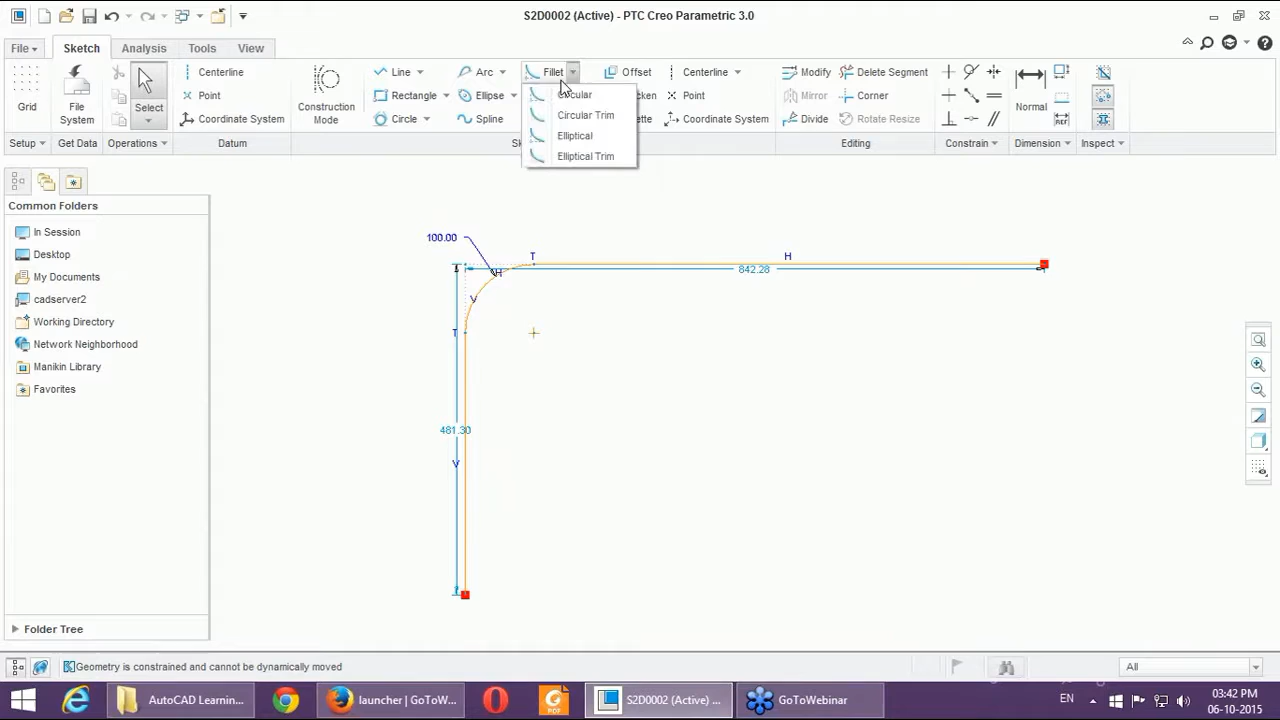 S2D0002 (Active) - PTC Creo Parametric 3.0
File
Sketch
Analysis
Tools
View
Grid
File System
Select
Centerline
Point
Coordinate System
Construction Mode
Line
Rectangle
Circle
Arc
Ellipse
Spline
Fillet
Offset
Centerline
Point
Coordinate System
Circular
Circular Trim
Elliptical
Elliptical Trim
Modify
Mirror
Divide
Delete Segment
Corner
Rotate Resize
Normal
REF
Setup
Get Data
Operations
Datum
Editing
Constrain
Dimension
Inspect
Common Folders
In Session
Desktop
My Documents
cadserver2
Working Directory
Network Neighborhood
Manikin Library
Favorites
Folder Tree
100.00
T
H
H
842.28
V
T
481.30
V
Geometry is constrained and cannot be dynamically moved
All
AutoCAD Learnin...
launcher | GoToW...
PDF
S2D0002 (Active) ...
GoToWebinar
EN
03:42 PM
06-10-2015